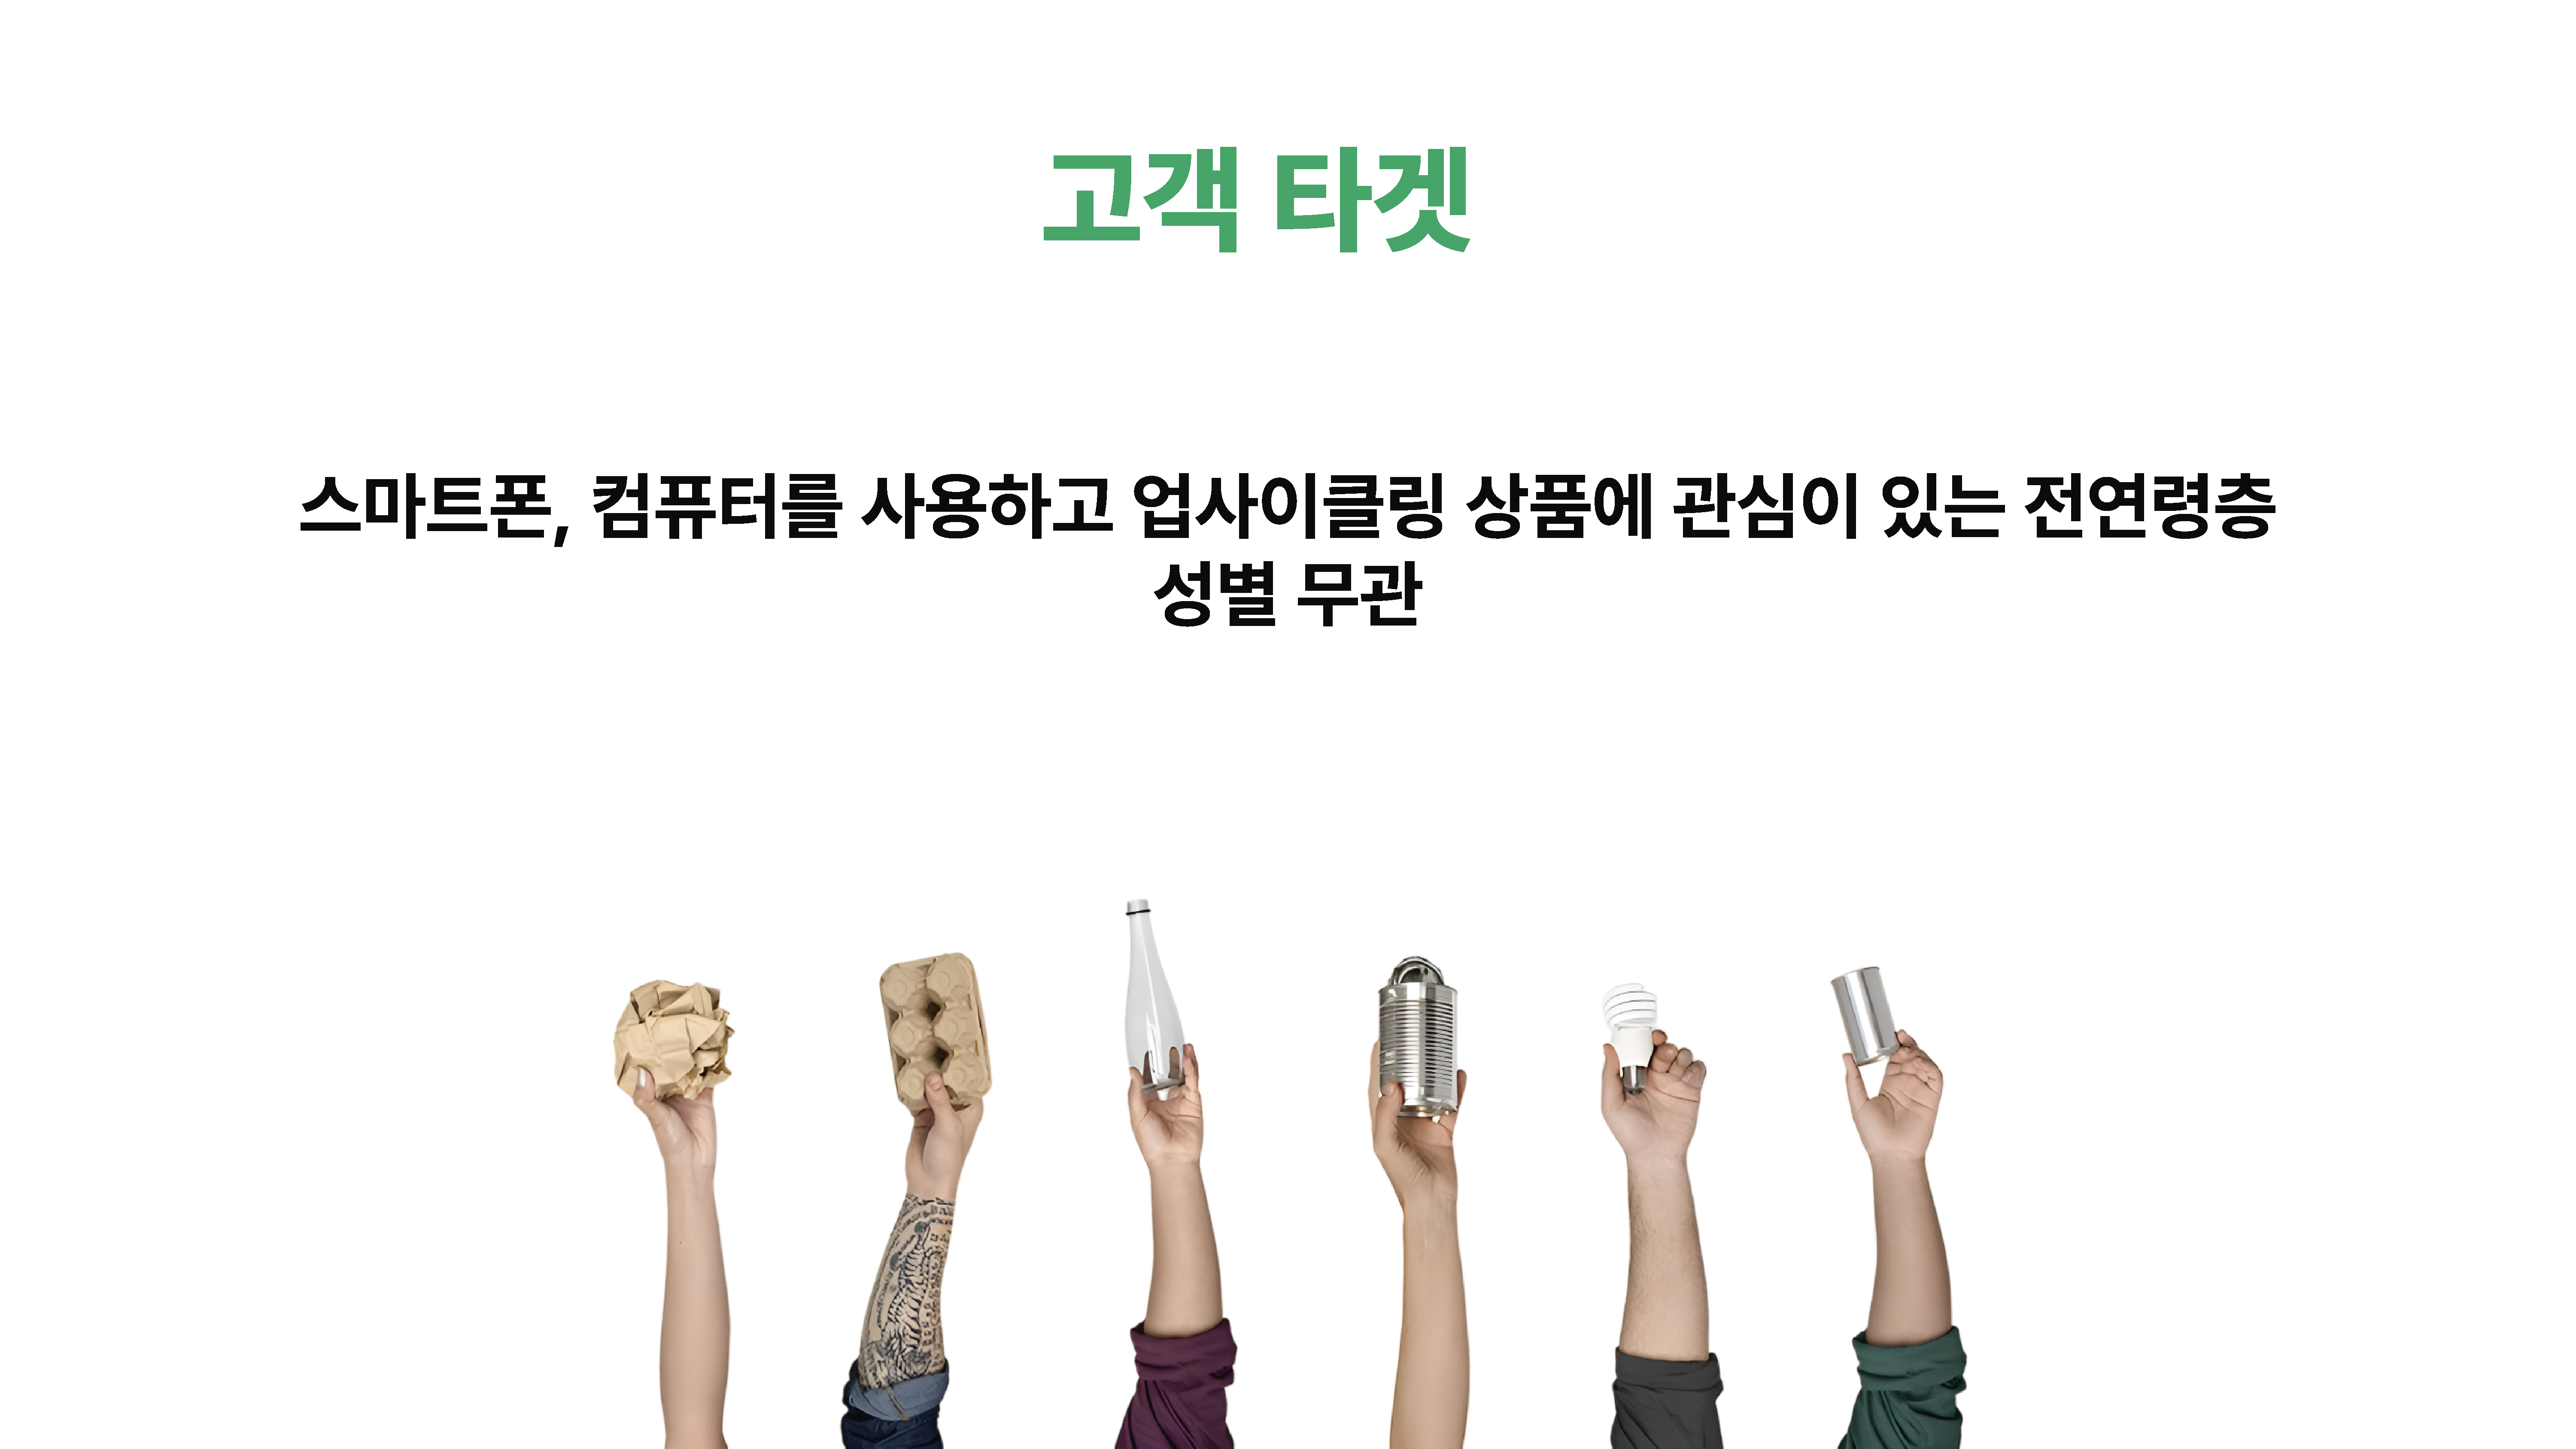 고객 타겟
스마트폰, 컴퓨터를 사용하고 업사이클링 상품에 관심이 있는 전연령층
성별 무관